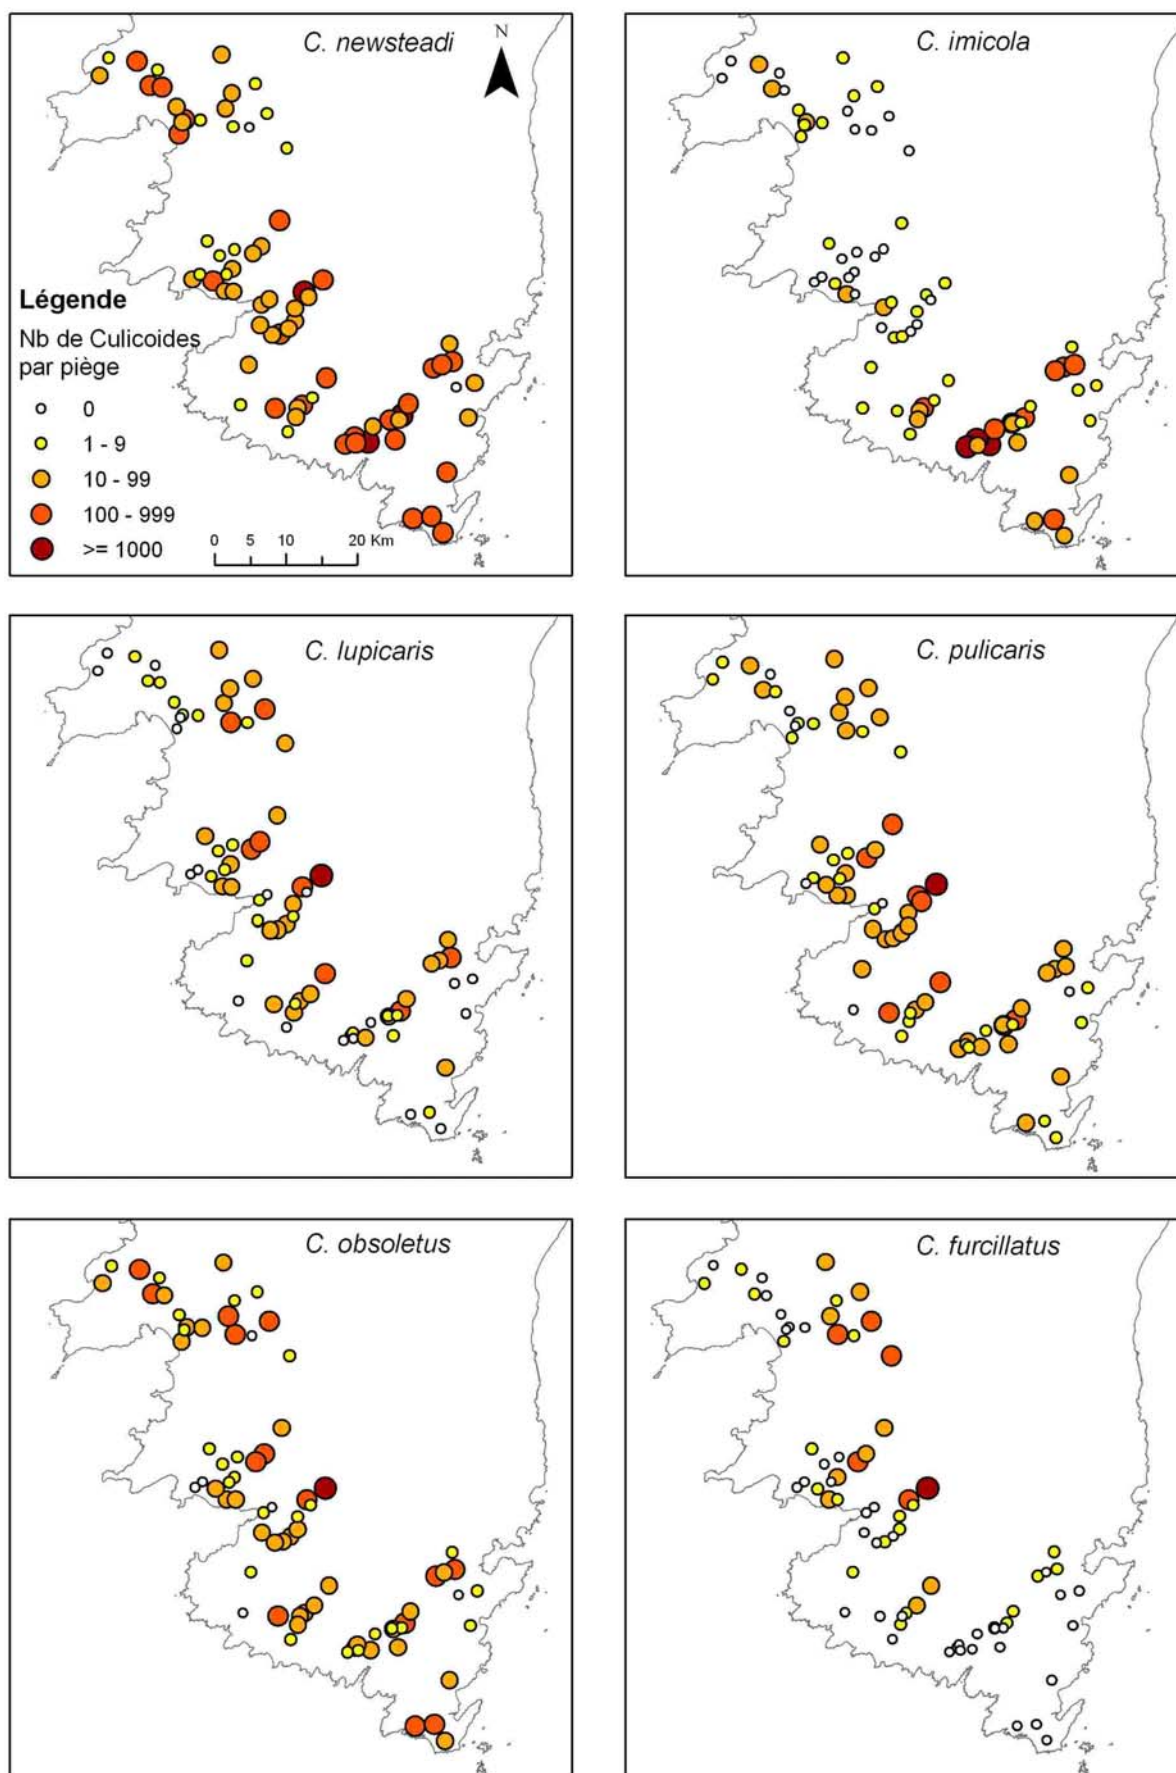 C. newsteadi
N
C. imicola
Légende
Nb de Culicoides
par piège
0
1 - 9
10 - 99
100 - 999
>= 1000
0 5 10 20 Km
C. lupicaris
C. pulicaris
C. obsoletus
C. furcillatus